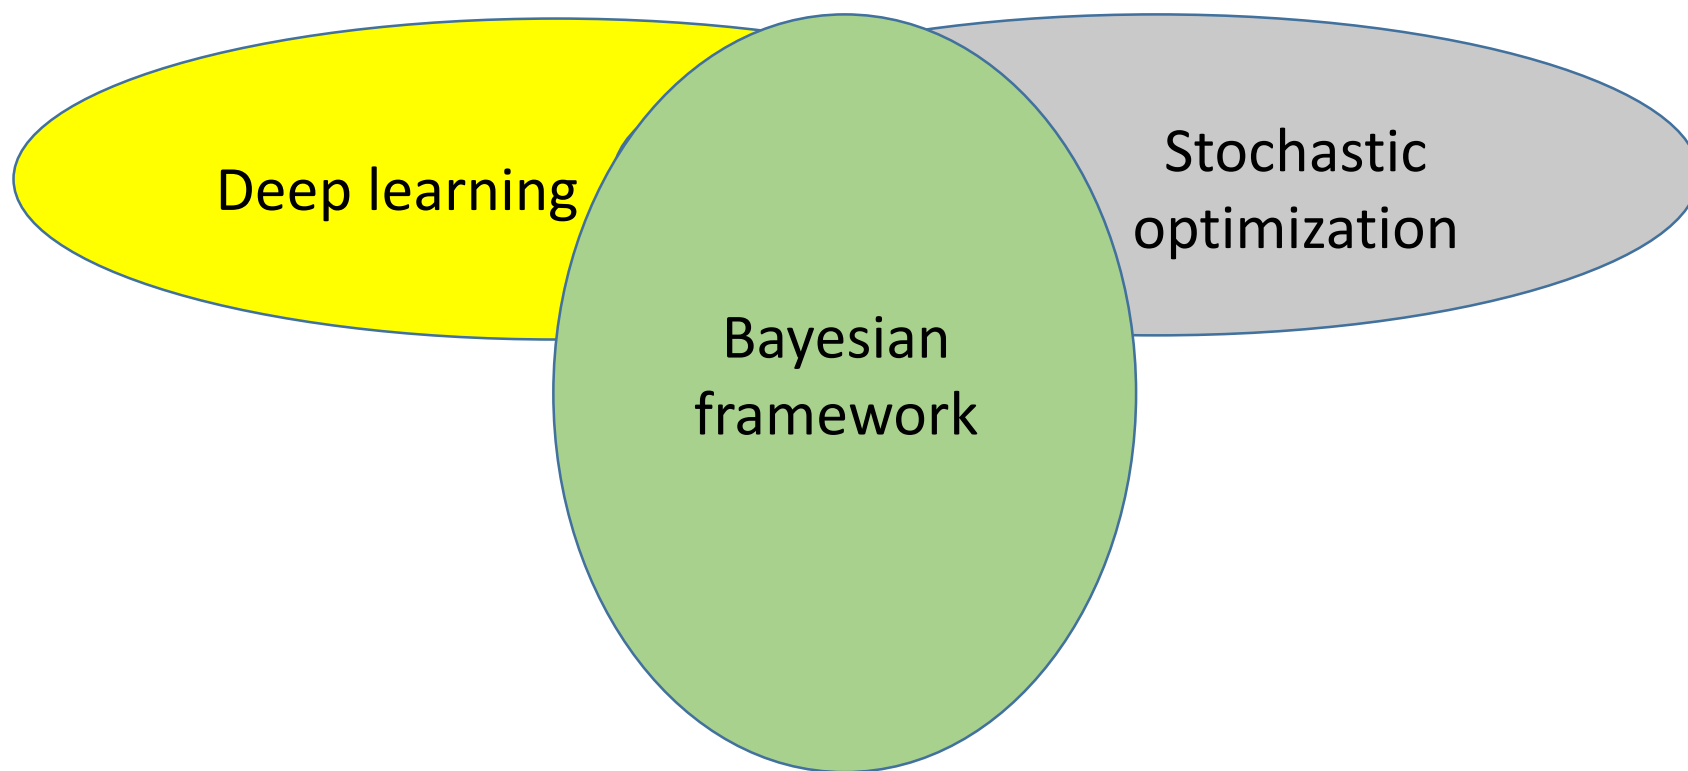 Deep learning
Stochastic
optimization
Bayesian
framework